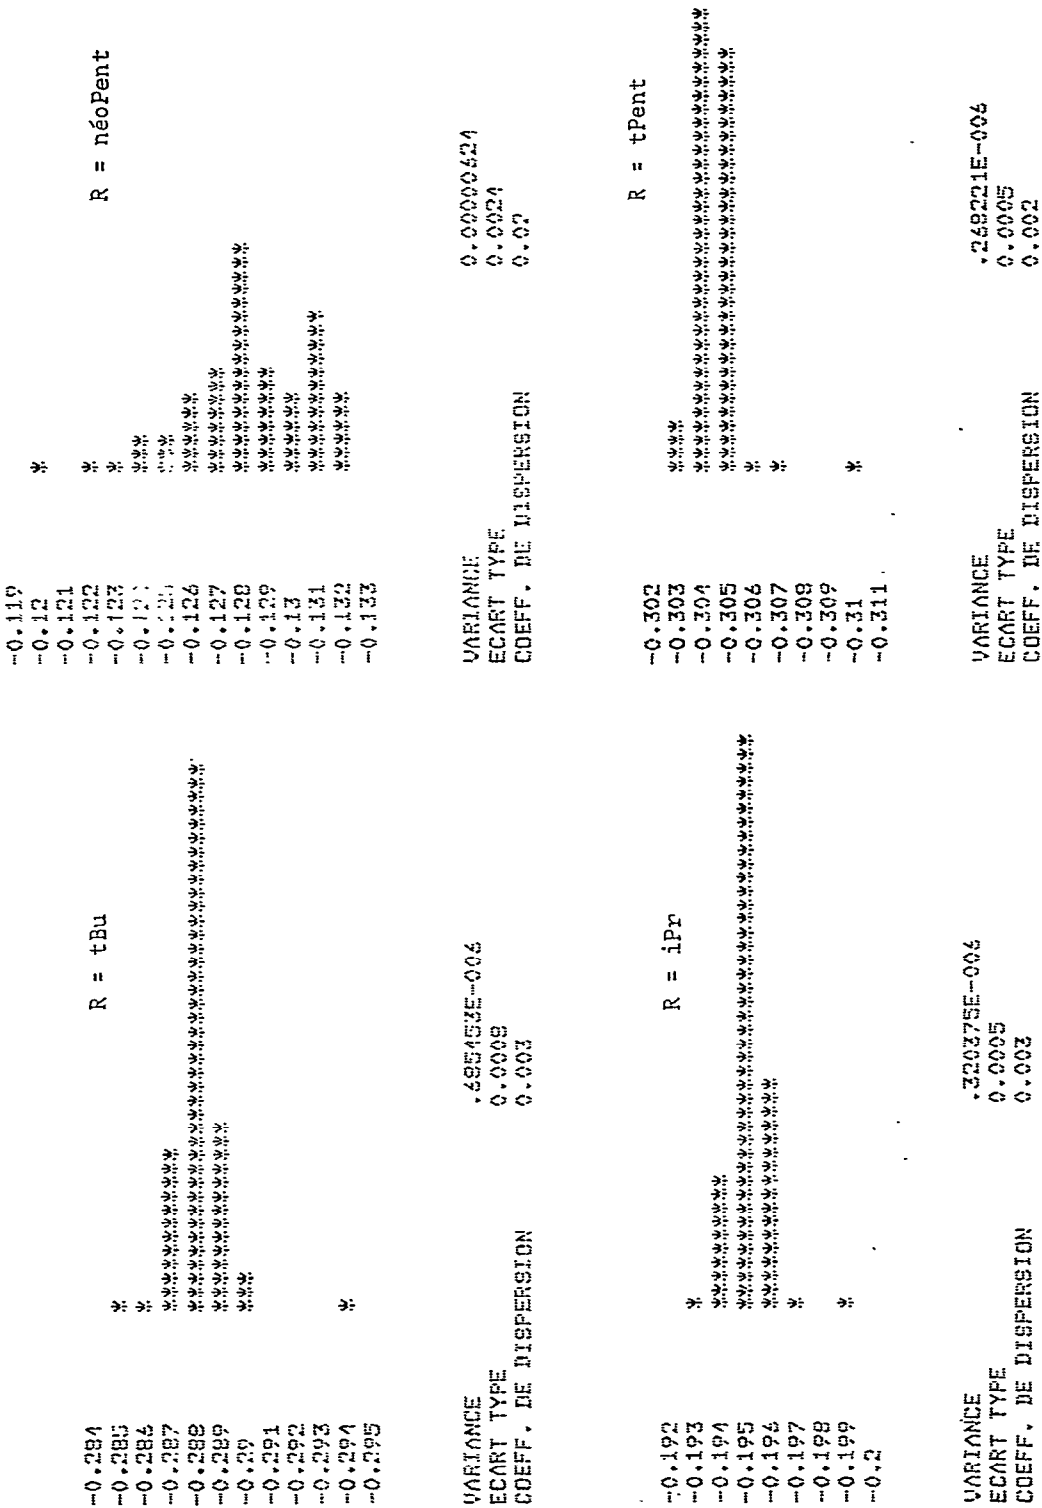 R = tBu
-0.284
-0.285
-0.286
-0.287
-0.288
-0.289
-0.29
-0.291
-0.292
-0.293
-0.294
-0.295
VARIANCE .685453E-006
ECART TYPE 0.0008
COEFF. DE DISPERSION 0.003
R = néoPent
-0.119
-0.12
-0.121
-0.122
-0.123
-0.124
-0.125
-0.126
-0.127
-0.128
-0.129
-0.13
-0.131
-0.132
-0.133
VARIANCE 0.00000624
ECART TYPE 0.0024
COEFF. DE DISPERSION 0.02
R = iPr
-0.192
-0.193
-0.194
-0.195
-0.196
-0.197
-0.198
-0.199
-0.2
VARIANCE .320375E-006
ECART TYPE 0.0005
COEFF. DE DISPERSION 0.003
R = tPent
-0.302
-0.303
-0.304
-0.305
-0.306
-0.307
-0.308
-0.309
-0.31
-0.311
VARIANCE .268221E-006
ECART TYPE 0.0005
COEFF. DE DISPERSION 0.002